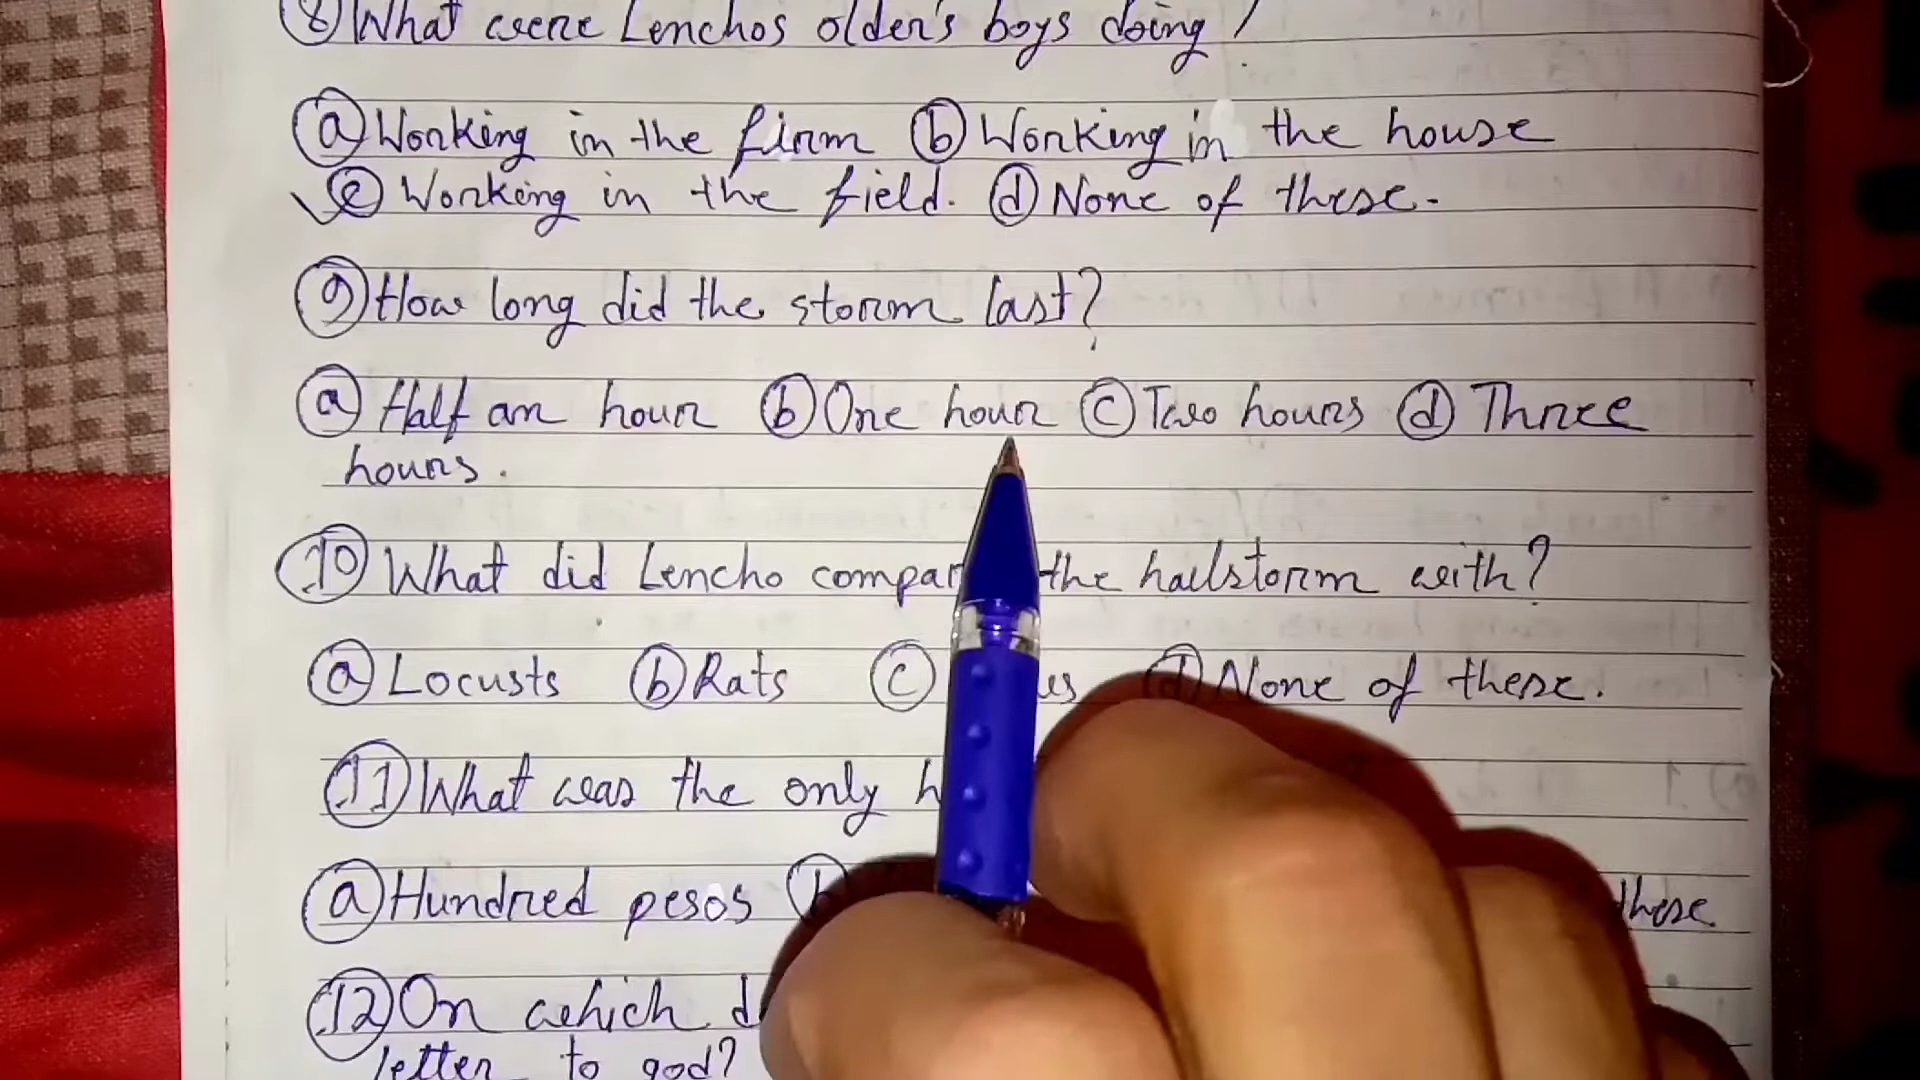 8 What were Lenchos older's boys doing?
a Working in the firm b Working in the house
c Working in the field. d None of these.
9 How long did the storm last?
a Half an hour b One hour c Two hours d Three
hours.
10 What did Lencho the hailstorm with?
a Locusts b Rats c d None of these.
11 What was the only
a Hundred pesos b these
12 On which
letter to god?